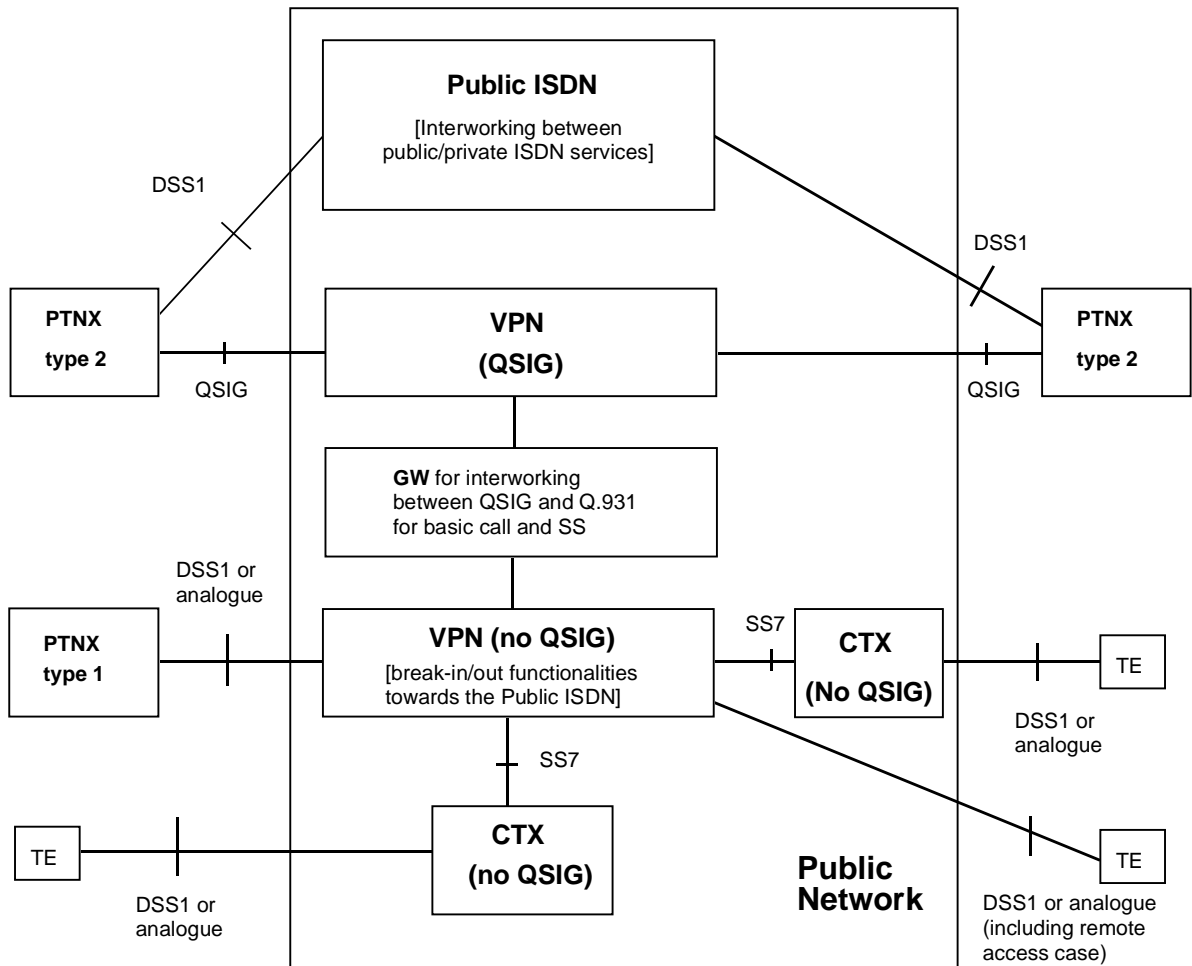 Public ISDN
[Interworking between
public/private ISDN services]
DSS1
DSS1
PTNX
type 2
VPN
(QSIG)
PTNX
type 2
QSIG
QSIG
GW for interworking
between QSIG and Q.931
for basic call and SS
DSS1 or
analogue
PTNX
type 1
VPN (no QSIG)
[break-in/out functionalities
towards the Public ISDN]
SS7
CTX
(No QSIG)
TE
DSS1 or
analogue
SS7
TE
CTX
(no QSIG)
DSS1 or
analogue
Public
Network
TE
DSS1 or analogue
(including remote
access case)